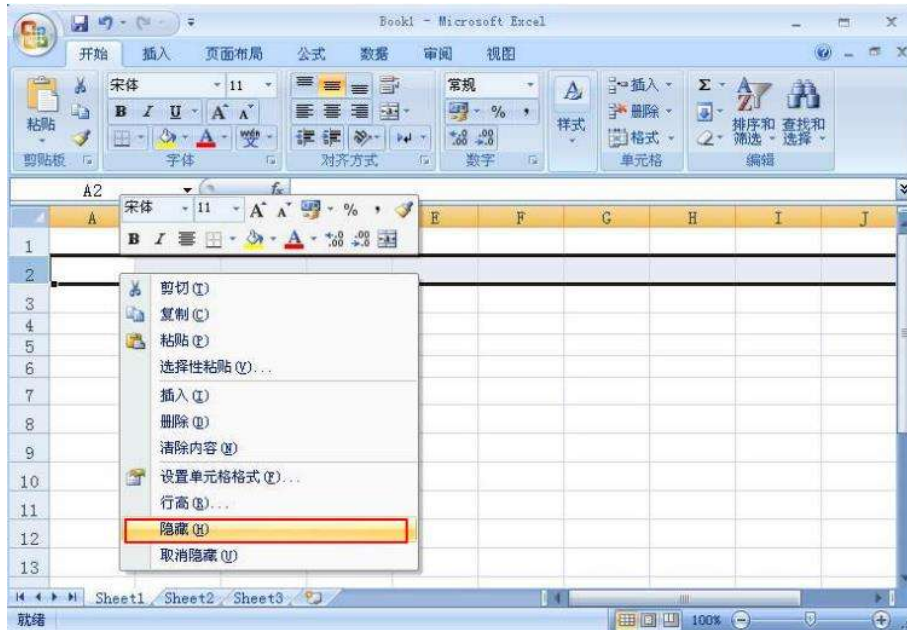 Book1 - Microsoft Excel
开始 插入 页面布局 公式 数据 审阅 视图
宋体 11 常规 插入 Σ
粘贴 B I U A A % , 样式 删除 排序和筛选 查找和选择
A 变 .00 格式
剪贴板 字体 对齐方式 数字 单元格 编辑
A2 fx
宋体 11 A A % ,
B I A .00
A E F G H I J
1
2
3
4
5
6
7
8
9
10
11
12
13
剪切(T)
复制(C)
粘贴(P)
选择性粘贴(V)...
插入(I)
删除(D)
清除内容(N)
设置单元格格式(F)...
行高(R)...
隐藏(H)
取消隐藏(U)
Sheet1 Sheet2 Sheet3
就绪 100%